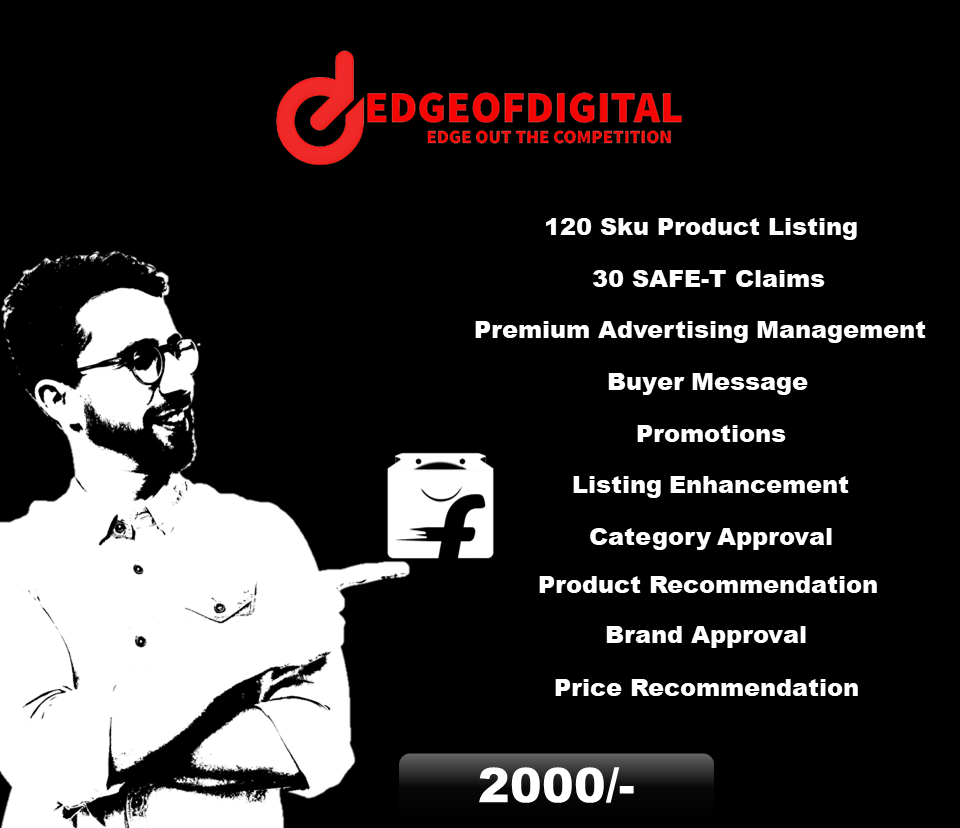 EDGEOFDIGITAL
EDGE OUT THE COMPETITION
120 Sku Product Listing
30 SAFE-T Claims
Premium Advertising Management
Buyer Message
Promotions
Listing Enhancement
Category Approval
Product Recommendation
Brand Approval
Price Recommendation
2000/-